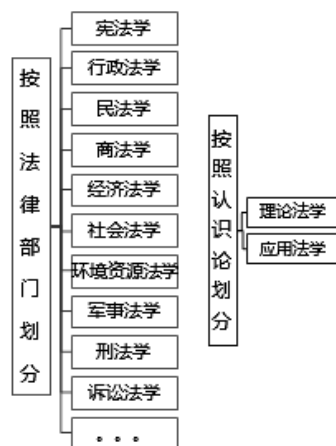 按照法律部门划分
宪法学
行政法学
民法学
商法学
经济法学
社会法学
环境资源法学
军事法学
刑法学
诉讼法学
。。。
按照认识论划分
理论法学
应用法学